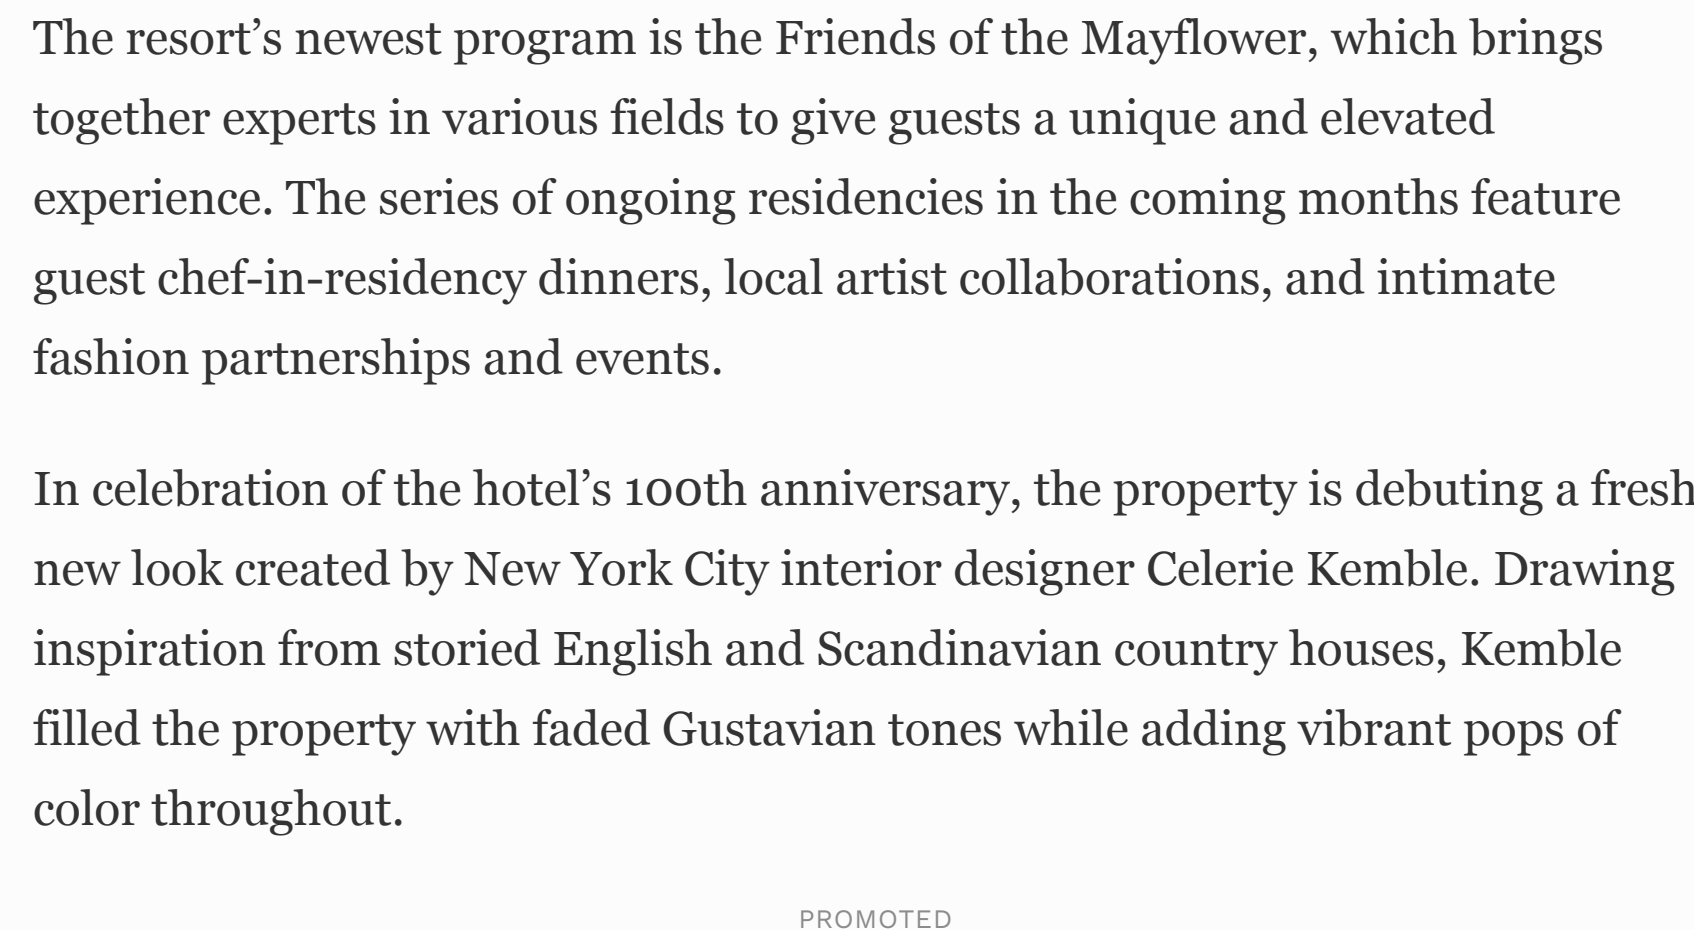 The resort’s newest program is the Friends of the Mayflower, which brings
together experts in various fields to give guests a unique and elevated
experience. The series of ongoing residencies in the coming months feature
guest chef-in-residency dinners, local artist collaborations, and intimate
fashion partnerships and events.
In celebration of the hotel’s 100th anniversary, the property is debuting a fresh
new look created by New York City interior designer Celerie Kemble. Drawing
inspiration from storied English and Scandinavian country houses, Kemble
filled the property with faded Gustavian tones while adding vibrant pops of
color throughout.
PROMOTED